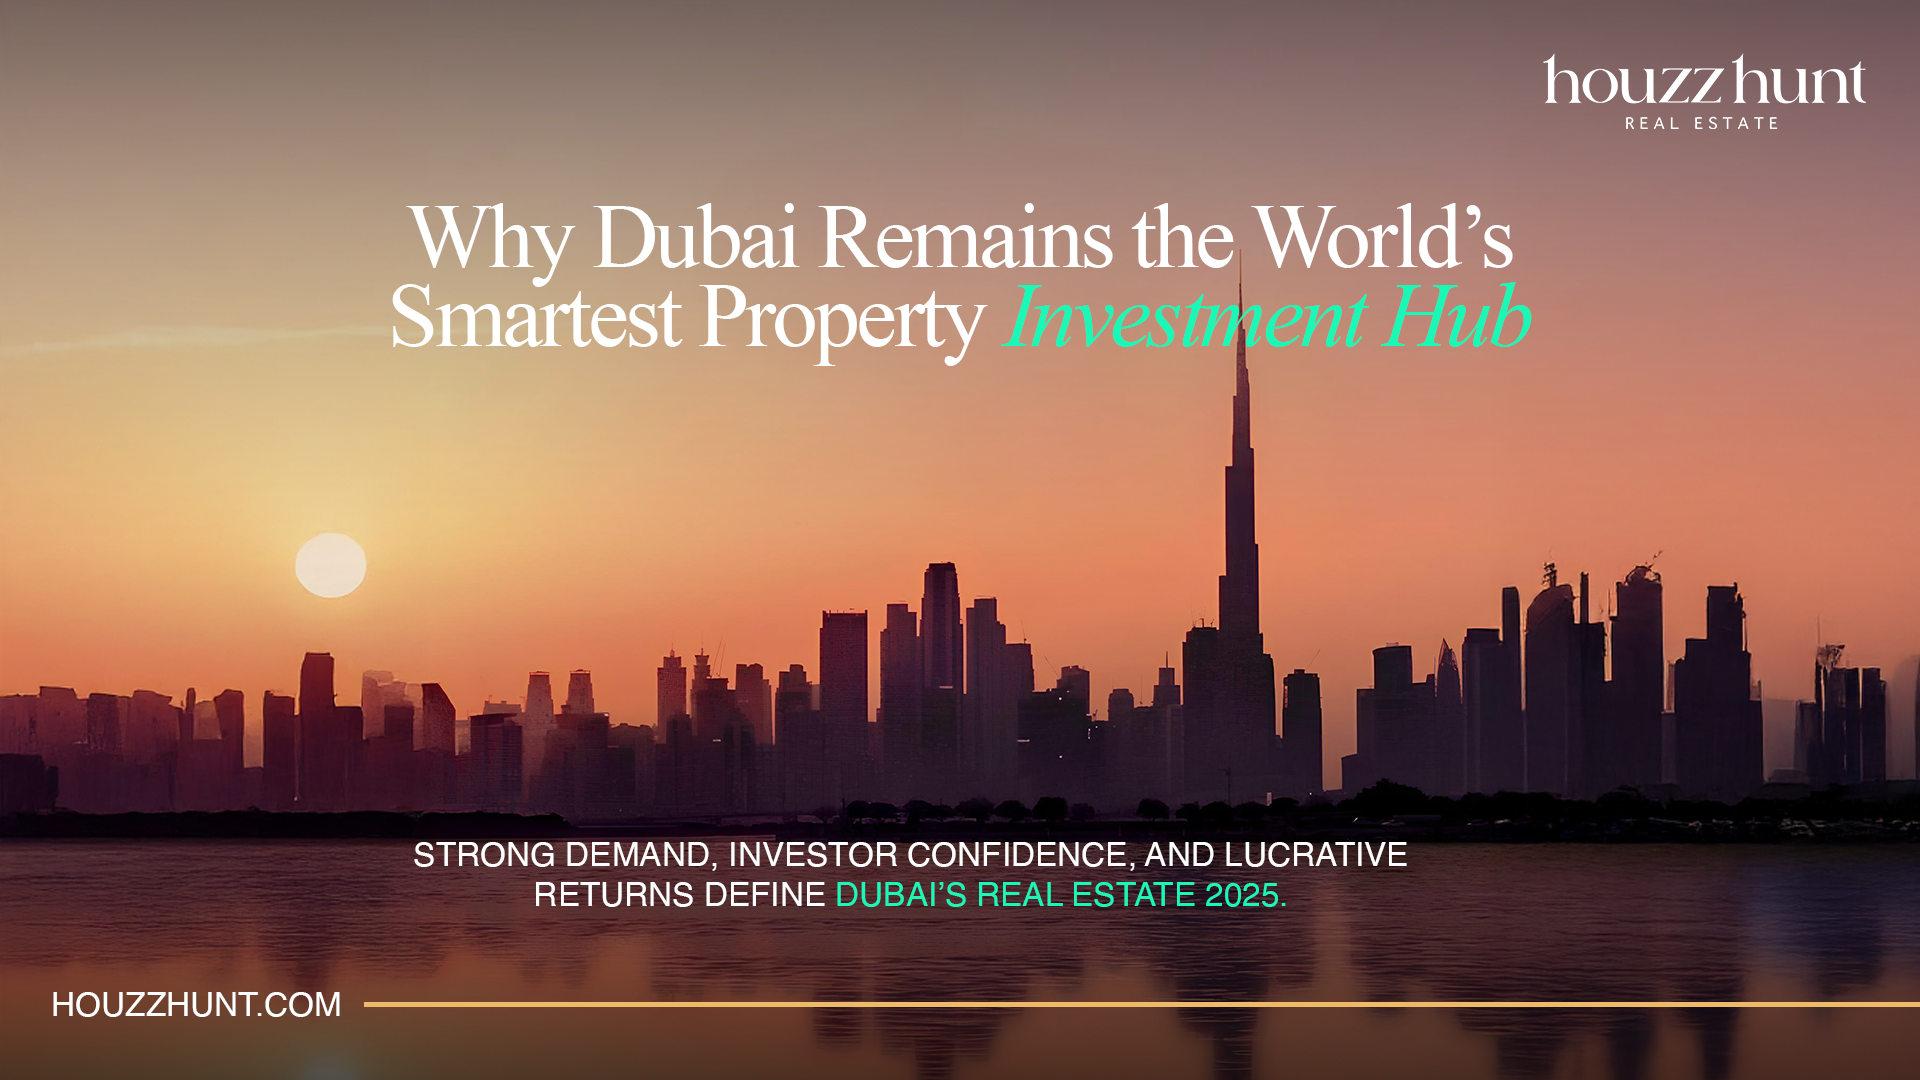 houzz hunt
REAL ESTATE
Why Dubai Remains the World’s
Smartest Property Investment Hub
STRONG DEMAND, INVESTOR CONFIDENCE, AND LUCRATIVE
RETURNS DEFINE DUBAI’S REAL ESTATE 2025.
HOUZZHUNT.COM